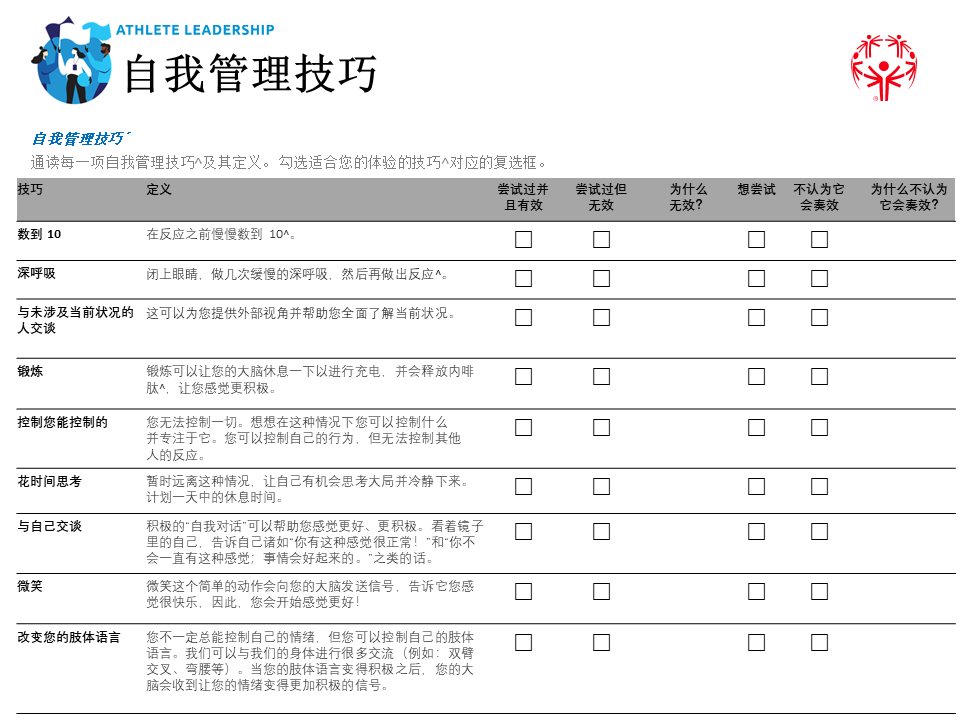 ATHLETE LEADERSHIP
自我管理技巧
自我管理技巧^
通读每一项自我管理技巧^及其定义。勾选适合您的体验的技巧^对应的复选框。
技巧 定义 尝试过并 尝试过但 为什么 想尝试 不认为它 为什么不认为
且有效 无效 无效? 会奏效 它会奏效?
数到 10 在反应之前慢慢数到 10^。
深呼吸 闭上眼睛，做几次缓慢的深呼吸，然后再做出反应^。
与未涉及当前状况的 这可以为您提供外部视角并帮助您全面了解当前状况。
人交谈
锻炼 锻炼可以让您的大脑休息一下以进行充电，并会释放内啡
肽^，让您感觉更积极。
控制您能控制的 您无法控制一切。想想在这种情况下您可以控制什么
并专注于它。您可以控制自己的行为，但无法控制其他
人的反应。
花时间思考 暂时远离这种情况，让自己有机会思考大局并冷静下来。
计划一天中的休息时间。
与自己交谈 积极的“自我对话”可以帮助您感觉更好、更积极。看着镜子
里的自己，告诉自己诸如“你有这种感觉很正常！”和“你不
会一直有这种感觉；事情会好起来的。”之类的话。
微笑 微笑这个简单的动作会向您的大脑发送信号，告诉它您感
觉很快乐，因此，您会开始感觉更好！
改变您的肢体语言 您不一定总能控制自己的情绪，但您可以控制自己的肢体
语言。我们可以与我们的身体进行很多交流（例如：双臂
交叉、弯腰等）。当您的肢体语言变得积极之后，您的大
脑会收到让您的情绪变得更加积极的信号。